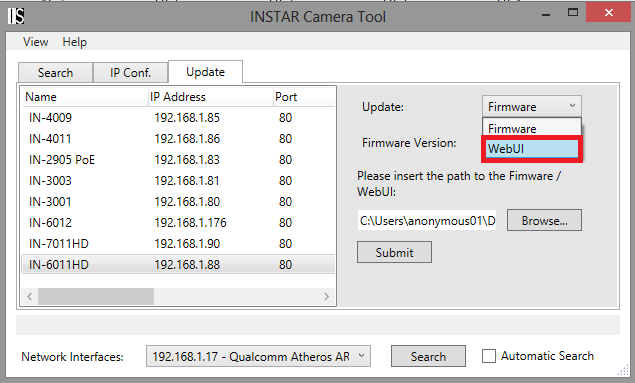 IS INSTAR Camera Tool
View Help
Search IP Conf. Update
Name IP Address Port
IN-4009 192.168.1.85 80
IN-4011 192.168.1.86 80
IN-2905 PoE 192.168.1.83 80
IN-3003 192.168.1.81 80
IN-3001 192.168.1.80 80
IN-6012 192.168.1.176 80
IN-7011HD 192.168.1.90 80
IN-6011HD 192.168.1.88 80
Update: Firmware
Firmware
Firmware Version: WebUI
Please insert the path to the Fimware /
WebUI:
C:\Users\anonymous01\D Browse...
Submit
Network Interfaces: 192.168.1.17 - Qualcomm Atheros AR Search Automatic Search